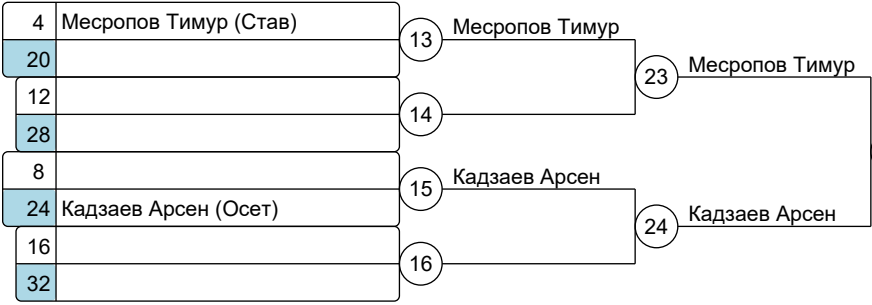 4 Месропов Тимур (Став)
13 Месропов Тимур
20
23 Месропов Тимур
12
14
28
8
15 Кадзаев Арсен
24 Кадзаев Арсен (Осет)
24 Кадзаев Арсен
16
16
32